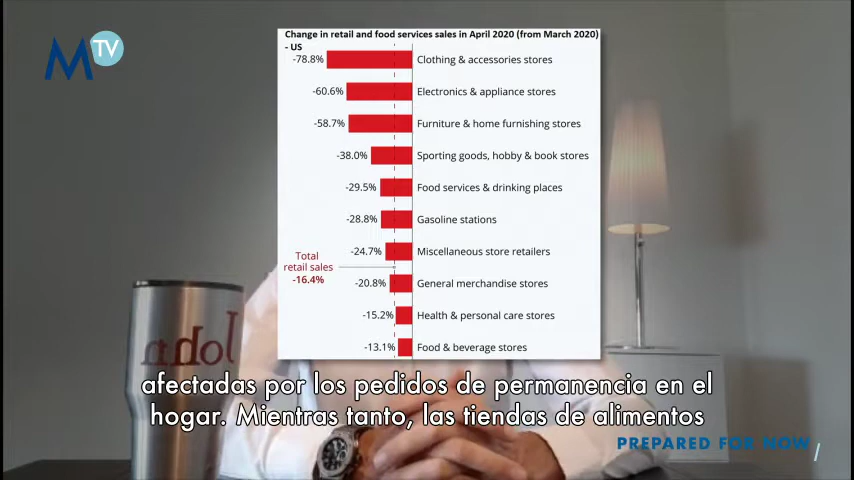 MTV
Change in retail and food services sales in April 2020 (from March 2020)
- US
-78.8% Clothing & accessories stores
-60.6% Electronics & appliance stores
-58.7% Furniture & home furnishing stores
-38.0% Sporting goods, hobby & book stores
-29.5% Food services & drinking places
-28.8% Gasoline stations
-24.7% Miscellaneous store retailers
Total
retail sales
-16.4%
-20.8% General merchandise stores
-15.2% Health & personal care stores
-13.1% Food & beverage stores
John
afectadas por los pedidos de permanencia en el
hogar. Mientras tanto, las tiendas de alimentos
PREPARED FOR NOW /